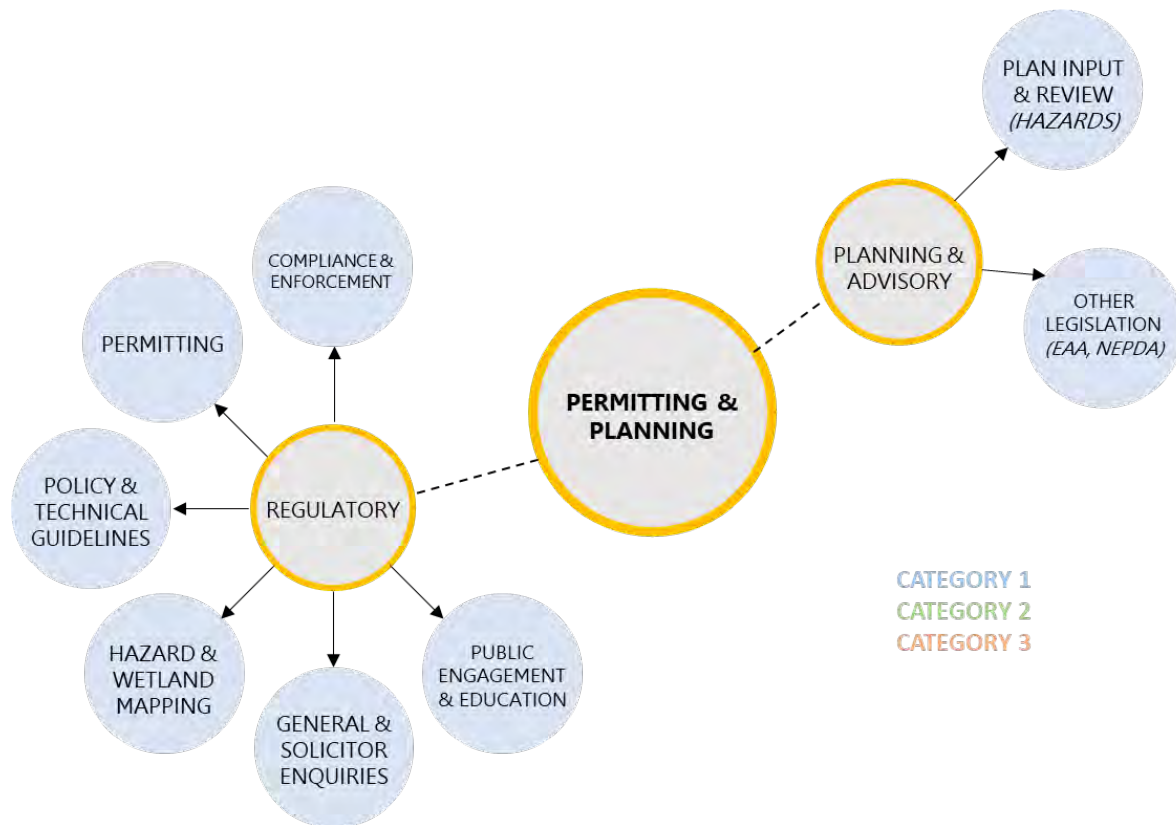 PLAN INPUT
& REVIEW
(HAZARDS)
PLANNING &
ADVISORY
OTHER
LEGISLATION
(EAA, NEPDA)
COMPLIANCE &
ENFORCEMENT
PERMITTING
PERMITTING &
PLANNING
POLICY &
TECHNICAL
GUIDELINES
REGULATORY
HAZARD &
WETLAND
MAPPING
GENERAL &
SOLICITOR
ENQUIRIES
PUBLIC
ENGAGEMENT
& EDUCATION
CATEGORY 1
CATEGORY 2
CATEGORY 3